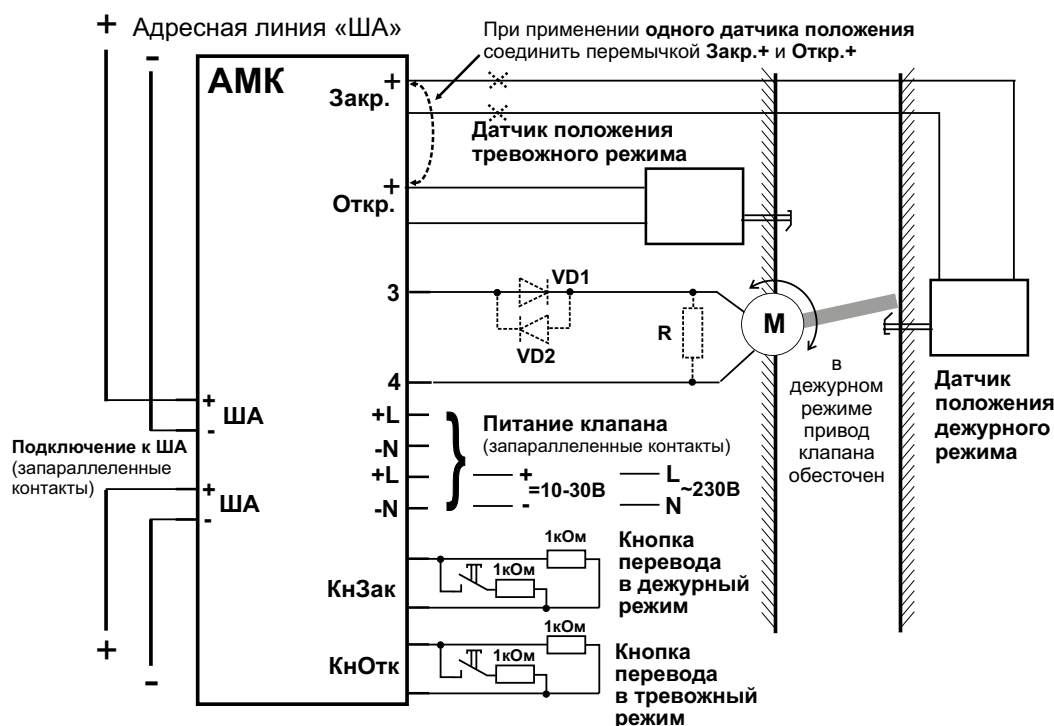 + Адресная линия «ША»
-
При применении одного датчика положения
соединить перемычкой Закр.+ и Откр.+
АМК
+
Закр.
Датчик положения
тревожного режима
+
Откр.
VD1
3
VD2
R
М
4
в
дежурном
режиме
привод
клапана
обесточен
Датчик
положения
дежурного
режима
+
ША
-
Подключение к ША
(запараллеленные
контакты)
+
ША
-
+
-
+L
-N
+L
-N
Питание клапана
(запараллеленные контакты)
+
=10-30В
-
L
~230В
N
1кОм
1кОм
КнЗак
Кнопка
перевода
в дежурный
режим
1кОм
1кОм
КнОтк
Кнопка
перевода
в тревожный
режим